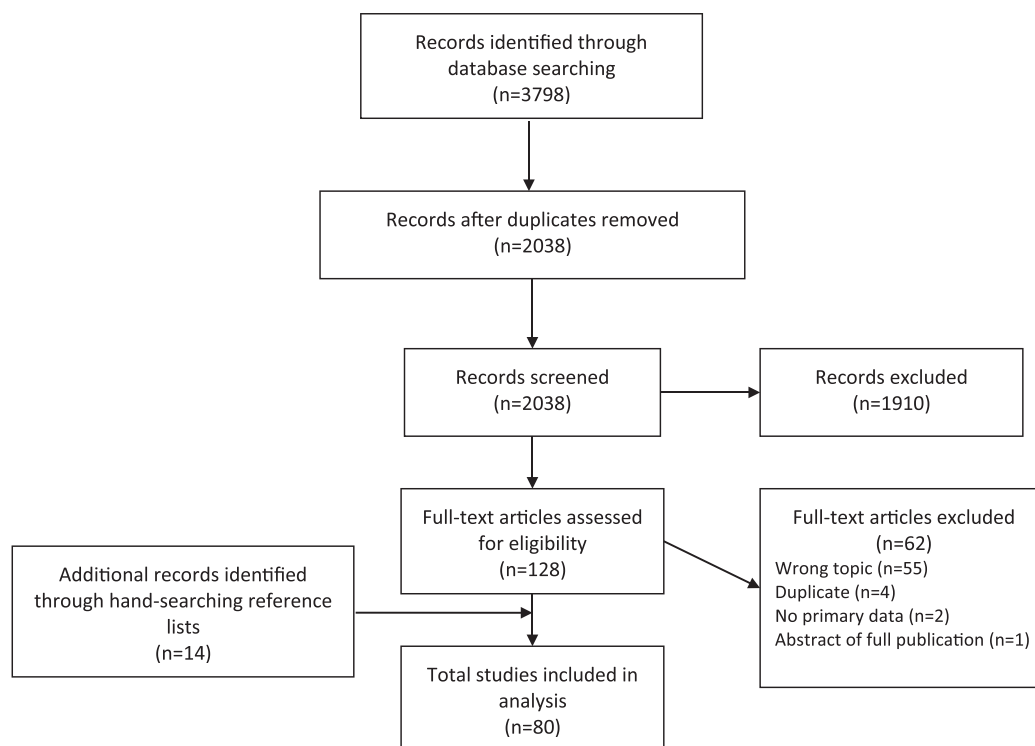 Records identified through
database searching
(n=3798)
Records after duplicates removed
(n=2038)
Records screened
(n=2038)
Records excluded
(n=1910)
Full-text articles assessed
for eligibility
(n=128)
Full-text articles excluded
(n=62)
Wrong topic (n=55)
Duplicate (n=4)
No primary data (n=2)
Abstract of full publication (n=1)
Additional records identified
through hand-searching reference
lists
(n=14)
Total studies included in
analysis
(n=80)